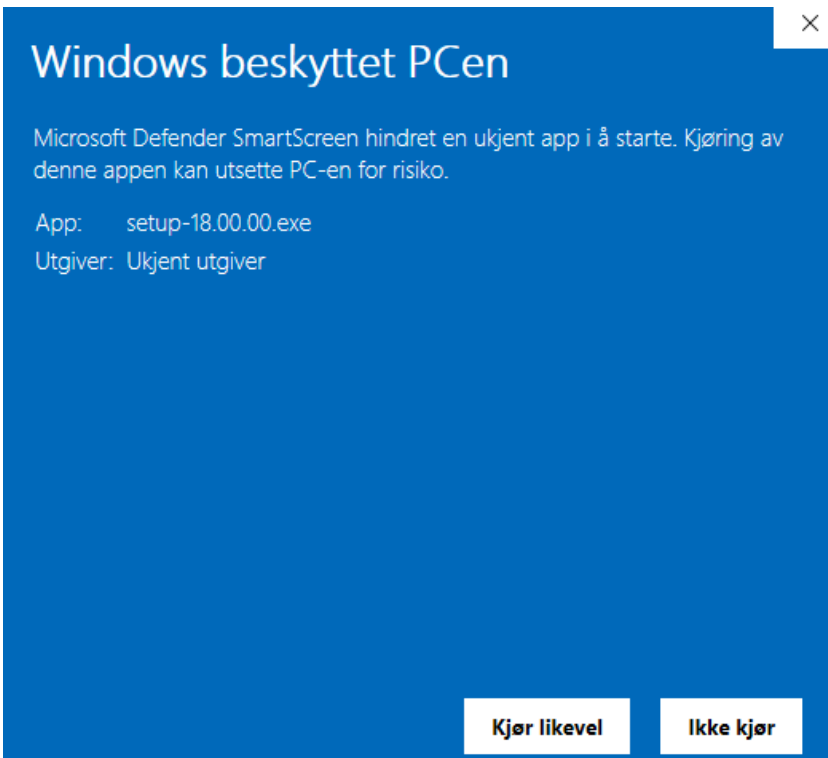 Windows beskyttet PCen
Microsoft Defender SmartScreen hindret en ukjent app i å starte. Kjøring av
denne appen kan utsette PC-en for risiko.
App: setup-18.00.00.exe
Utgiver: Ukjent utgiver
Kjør likevel Ikke kjør